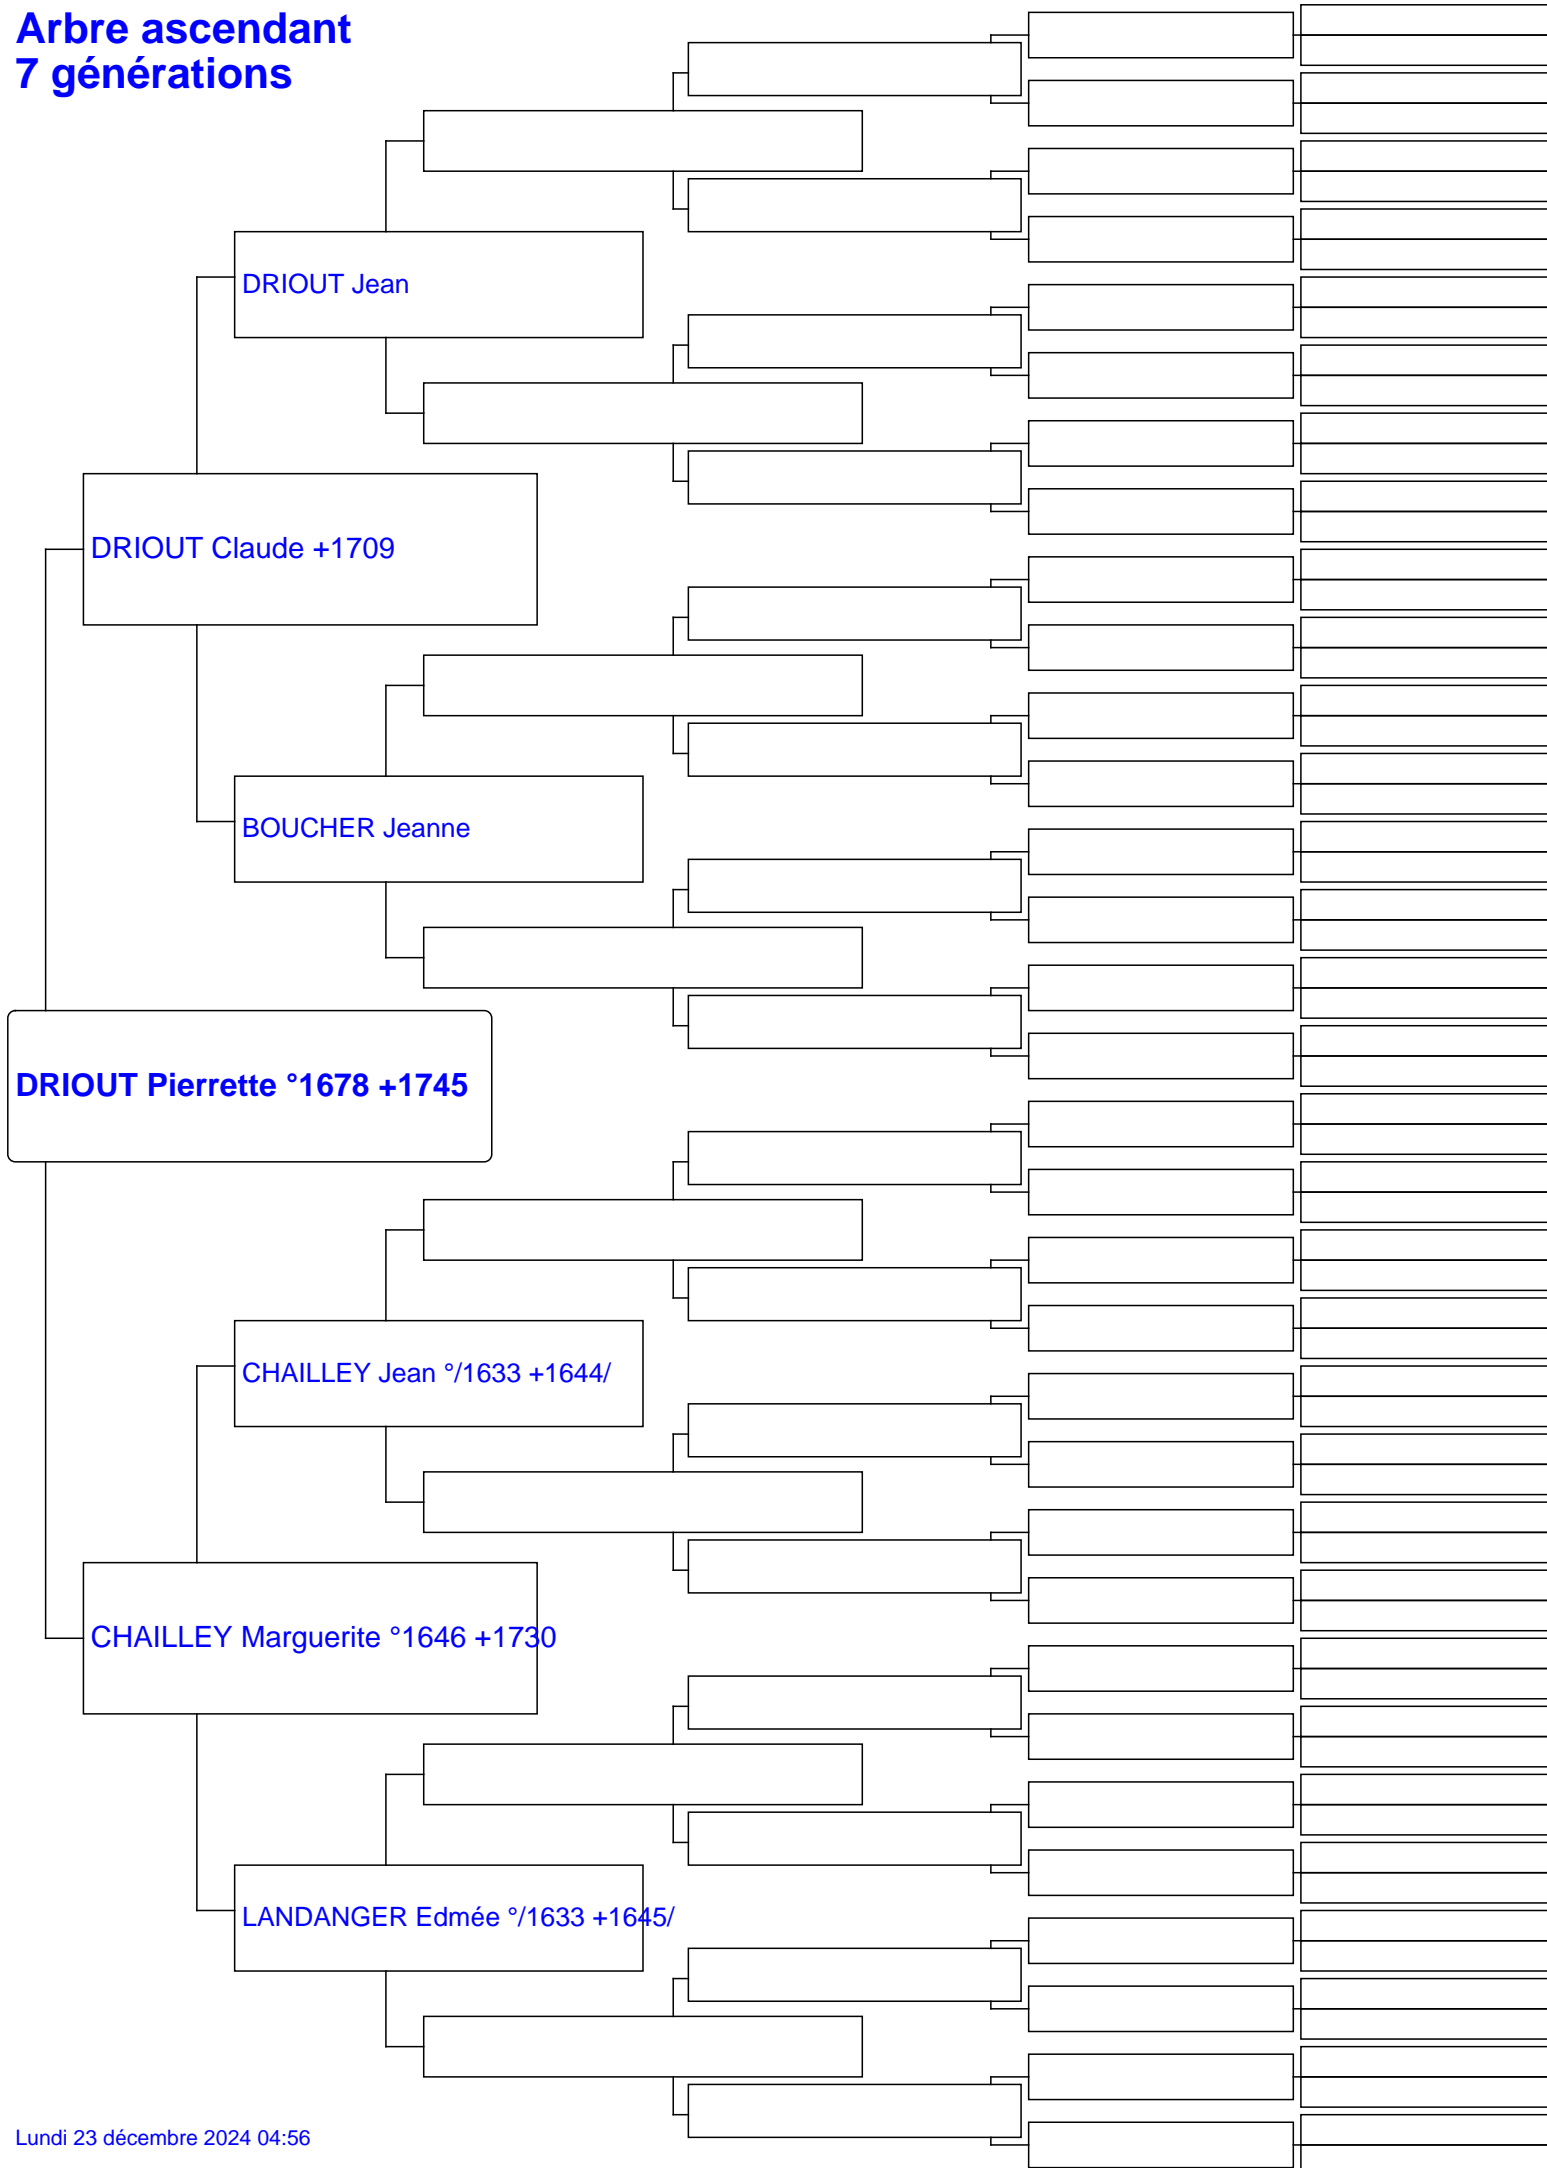 Arbre ascendant
7 générations
DRIOUT Jean
DRIOUT Claude +1709
BOUCHER Jeanne
DRIOUT Pierrette °1678 +1745
CHAILLEY Jean °/1633 +1644/
CHAILLEY Marguerite °1646 +1730
LANDANGER Edmée °/1633 +1645/
Lundi 23 décembre 2024 04:56